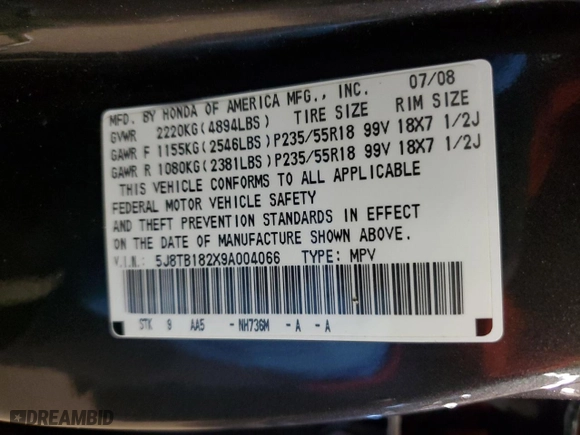 MFD. BY HONDA OF AMERICA MFG., INC. 07/08
GVWR 2220KG(4894LBS) TIRE SIZE RIM SIZE
GAWR F 1155KG(2546LBS)P235/55R18 99V 18X7 1/2J
GAWR R 1080KG(2381LBS)P235/55R18 99V 18X7 1/2J
THIS VEHICLE CONFORMS TO ALL APPLICABLE
FEDERAL MOTOR VEHICLE SAFETY
AND THEFT PREVENTION STANDARDS IN EFFECT
ON THE DATE OF MANUFACTURE SHOWN ABOVE.
V.I.N.: 5J8TB182X9A004066 TYPE: MPV
STK 9 AA5 -NH736M -A -A
DREAMBID